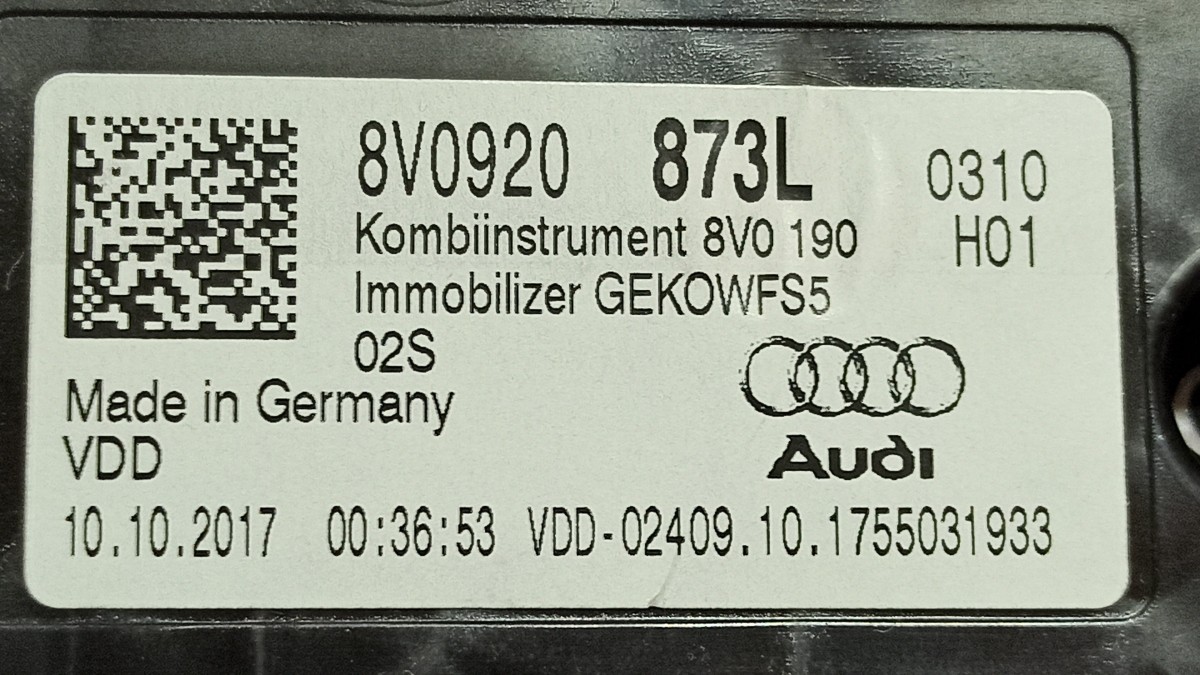 8V0920 873L 0310
Kombiinstrument 8V0 190 H01
Immobilizer GEKOWFS5
02S
Made in Germany
VDD
Audi
10.10.2017 00:36:53 VDD-02409.10.1755031933